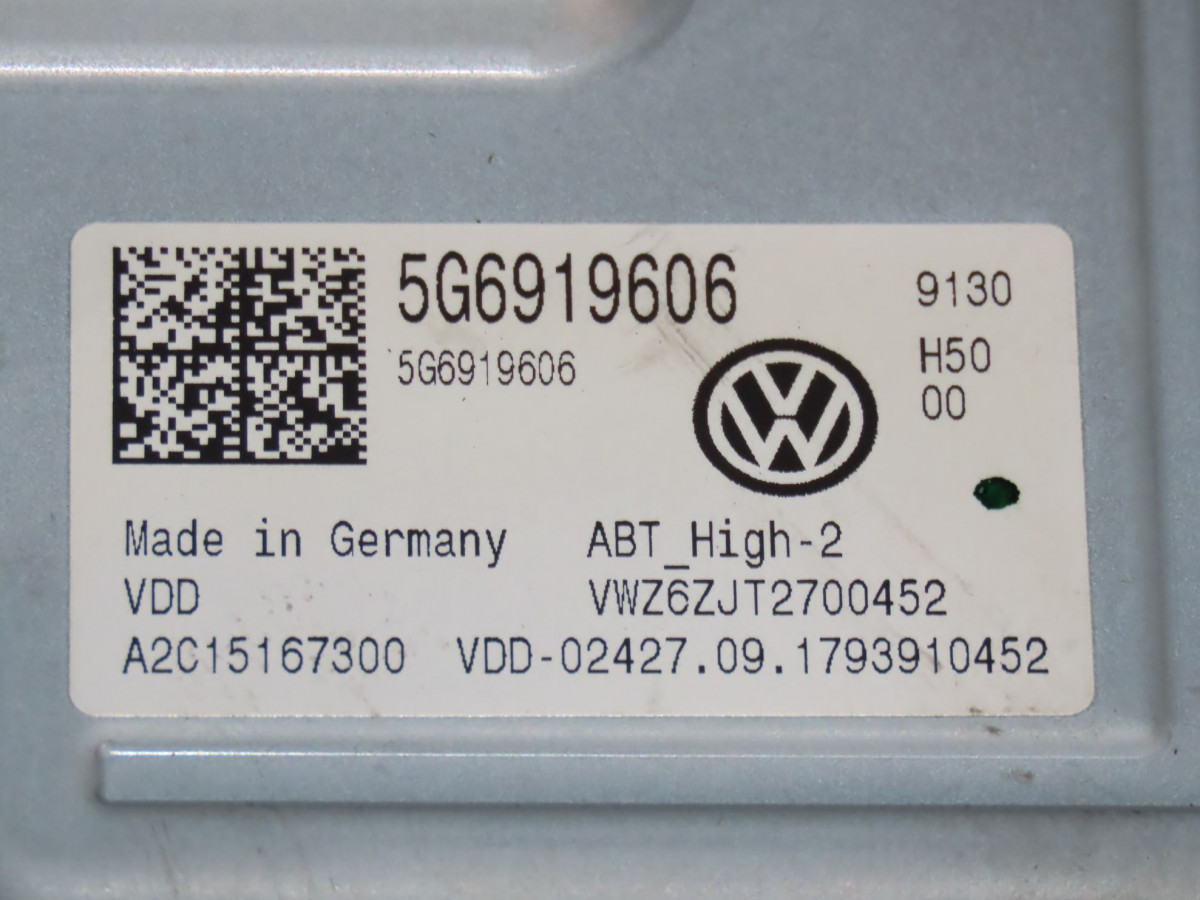 5G6919606
9130
5G6919606
H50
00
Made in Germany
ABT_High-2
VDD
VWZ6ZJT2700452
A2C15167300 VDD-02427.09.1793910452